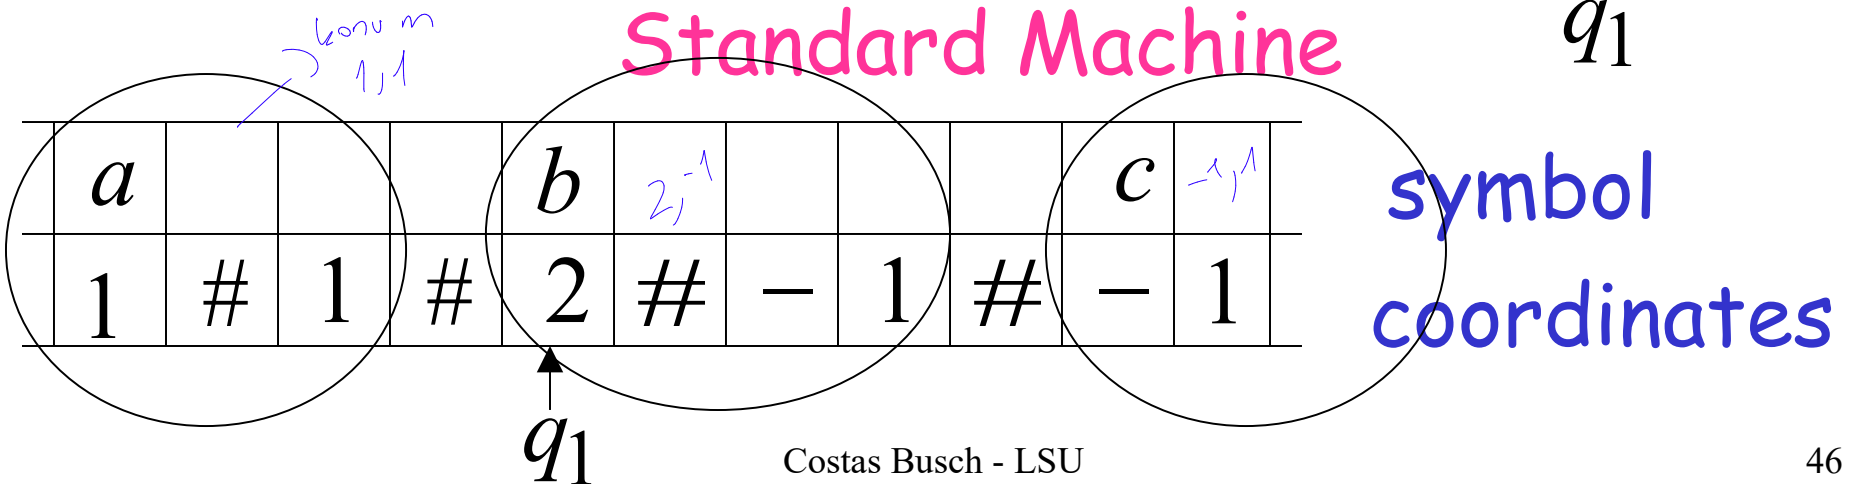 Standard Machine q1
konum
1,1
a b 2,-1 c -1,1 symbol
1 # 1 # 2 # - 1 # - 1 coordinates
q1
Costas Busch - LSU 46